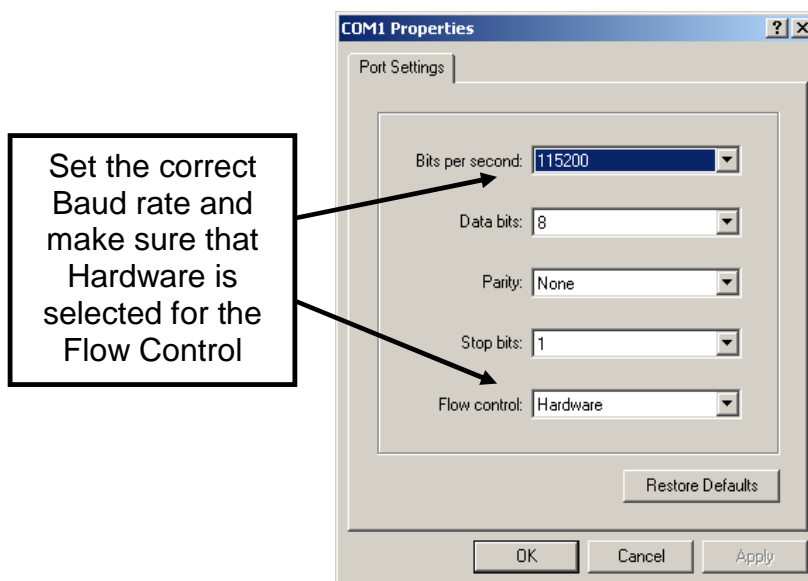 COM1 Properties
Port Settings
Set the correct
Baud rate and
make sure that
Hardware is
selected for the
Flow Control
Bits per second: 115200
Data bits: 8
Parity: None
Stop bits: 1
Flow control: Hardware
Restore Defaults
OK Cancel Apply